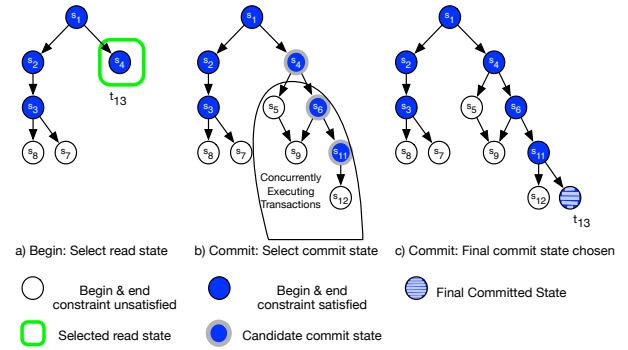 s1
s1
s1
s2
s4
s2
s4
s2
s4
t13
s3
s3
s5
s6
s3
s5
s6
s8
s7
s8
s7
s9
s11
s8
s7
s9
s11
Concurrently
Executing
Transactions
s12
s12
t13
a) Begin: Select read state
b) Commit: Select commit state
c) Commit: Final commit state chosen
Begin & end
constraint unsatisfied
Begin & end
constraint satisfied
Final Committed State
Selected read state
Candidate commit state